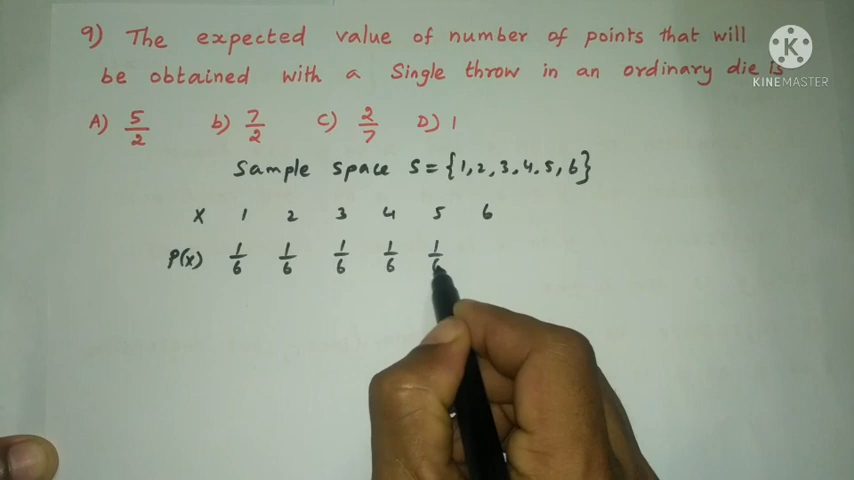 9) The expected value of number of points that will
be obtained with a Single throw in an ordinary die is
A) 5/2 b) 7/2 C) 2/7 D) 1
Sample space S = {1,2,3,4,5,6}
X 1 2 3 4 5 6
P(x) 1/6 1/6 1/6 1/6 1/6
K
KINEMASTER